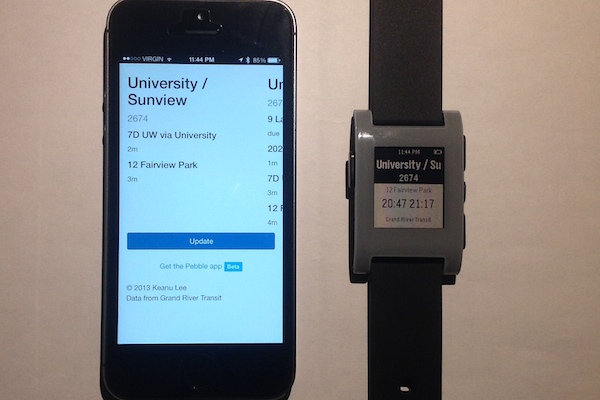 VIRGIN 11:44 PM 85%
University /
Sunview
2674
7D UW via University
2m
12 Fairview Park
3m
Ur
267
9 La
due
202
1m
7D
3m
12 F
4m
Update
Get the Pebble app Beta
© 2013 Keanu Lee
Data from Grand River Transit
11:44 PM
University / Su
2674
12 Fairview Park
20:47 21:17
Grand River Transit